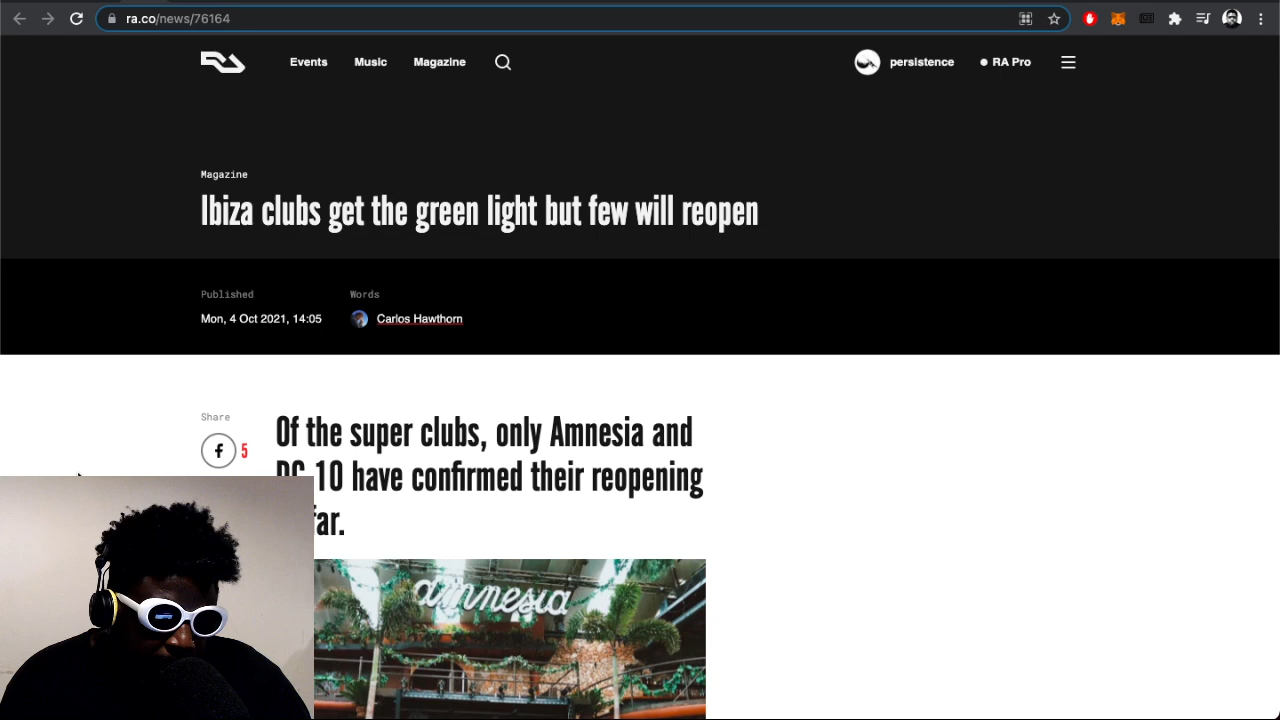 ra.co/news/76164
Events Music Magazine persistence RA Pro
Magazine
Ibiza clubs get the green light but few will reopen
Published Words
Mon, 4 Oct 2021, 14:05 Carlos Hawthorn
Share
5
Of the super clubs, only Amnesia and
DC-10 have confirmed their reopening
far.
amnesia